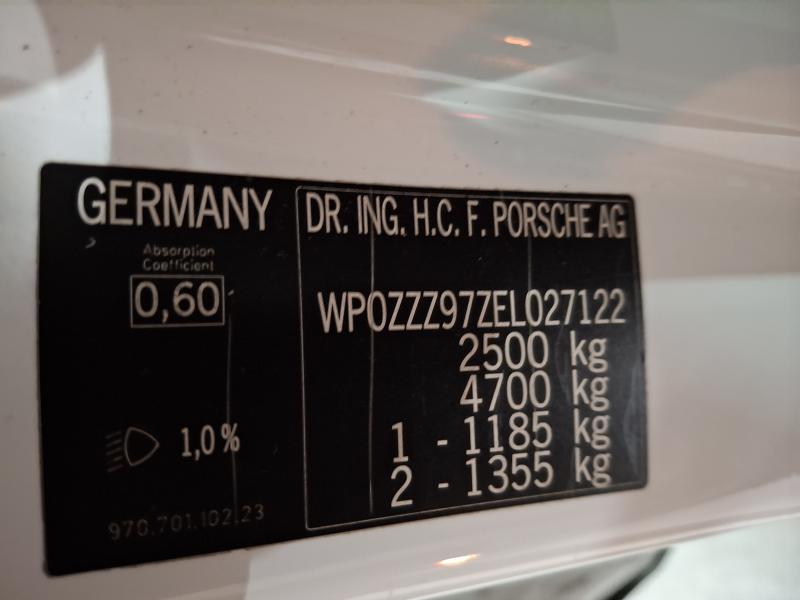 GERMANY
Absorption
Coefficient
0,60
1,0%
970.701.102.23
DR. ING. H.C. F. PORSCHE AG
WP0ZZZ97ZEL027122
2500 kg
4700 kg
1 - 1185 kg
2 - 1355 kg